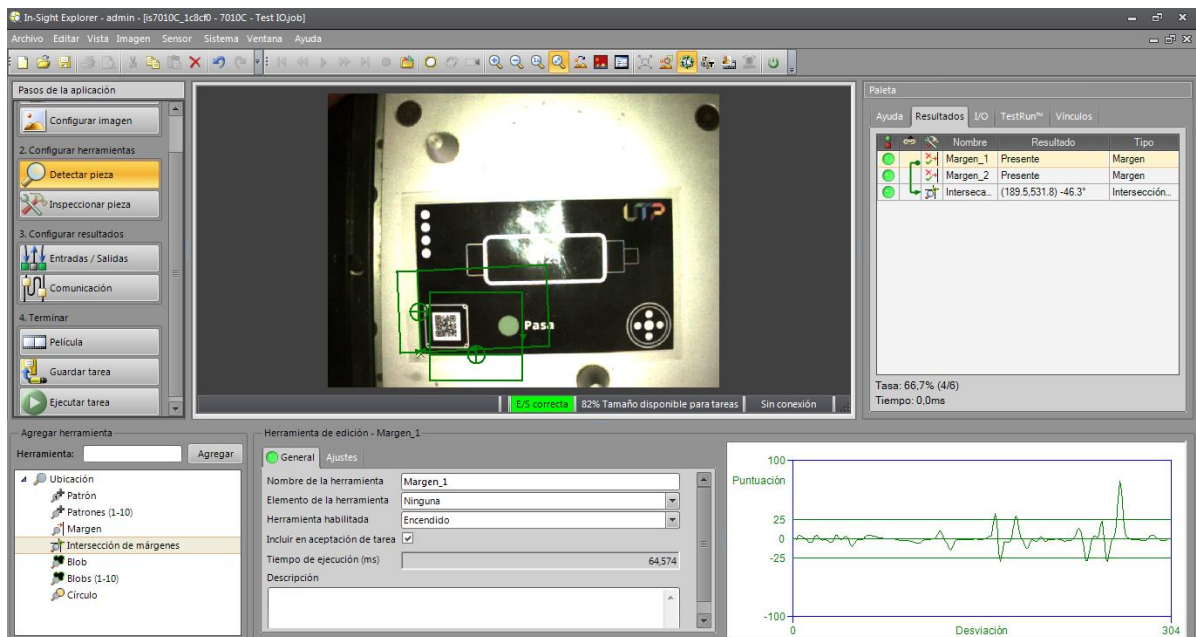 In-Sight Explorer - admin - [is7010C_1c8cf0 - 7010C - Test IO.job]
Archivo Editar Vista Imagen Sensor Sistema Ventana Ayuda
Pasos de la aplicación
Configurar imagen
2. Configurar herramientas
Detectar pieza
Inspeccionar pieza
3. Configurar resultados
Entradas / Salidas
Comunicación
4. Terminar
Película
Guardar tarea
Ejecutar tarea
UTP
Pasa
E/S correcta 82% Tamaño disponible para tareas Sin conexión
Paleta
Ayuda Resultados I/O TestRun™ Vínculos
Nombre Resultado Tipo
Margen_1 Presente Margen
Margen_2 Presente Margen
Interseca... (189.5,531.8) -46.3° Intersección...
Tasa: 66,7% (4/6)
Tiempo: 0,0ms
Agregar herramienta
Herramienta: Agregar
Ubicación
Patrón
Patrones (1-10)
Margen
Intersección de márgenes
Blob
Blobs (1-10)
Círculo
Herramienta de edición - Margen_1
General Ajustes
Nombre de la herramienta Margen_1
Elemento de la herramienta Ninguna
Herramienta habilitada Encendido
Incluir en aceptación de tarea
Tiempo de ejecución (ms) 64,574
Descripción
100
Puntuación
25
0
-25
-100
0 Desviación 304